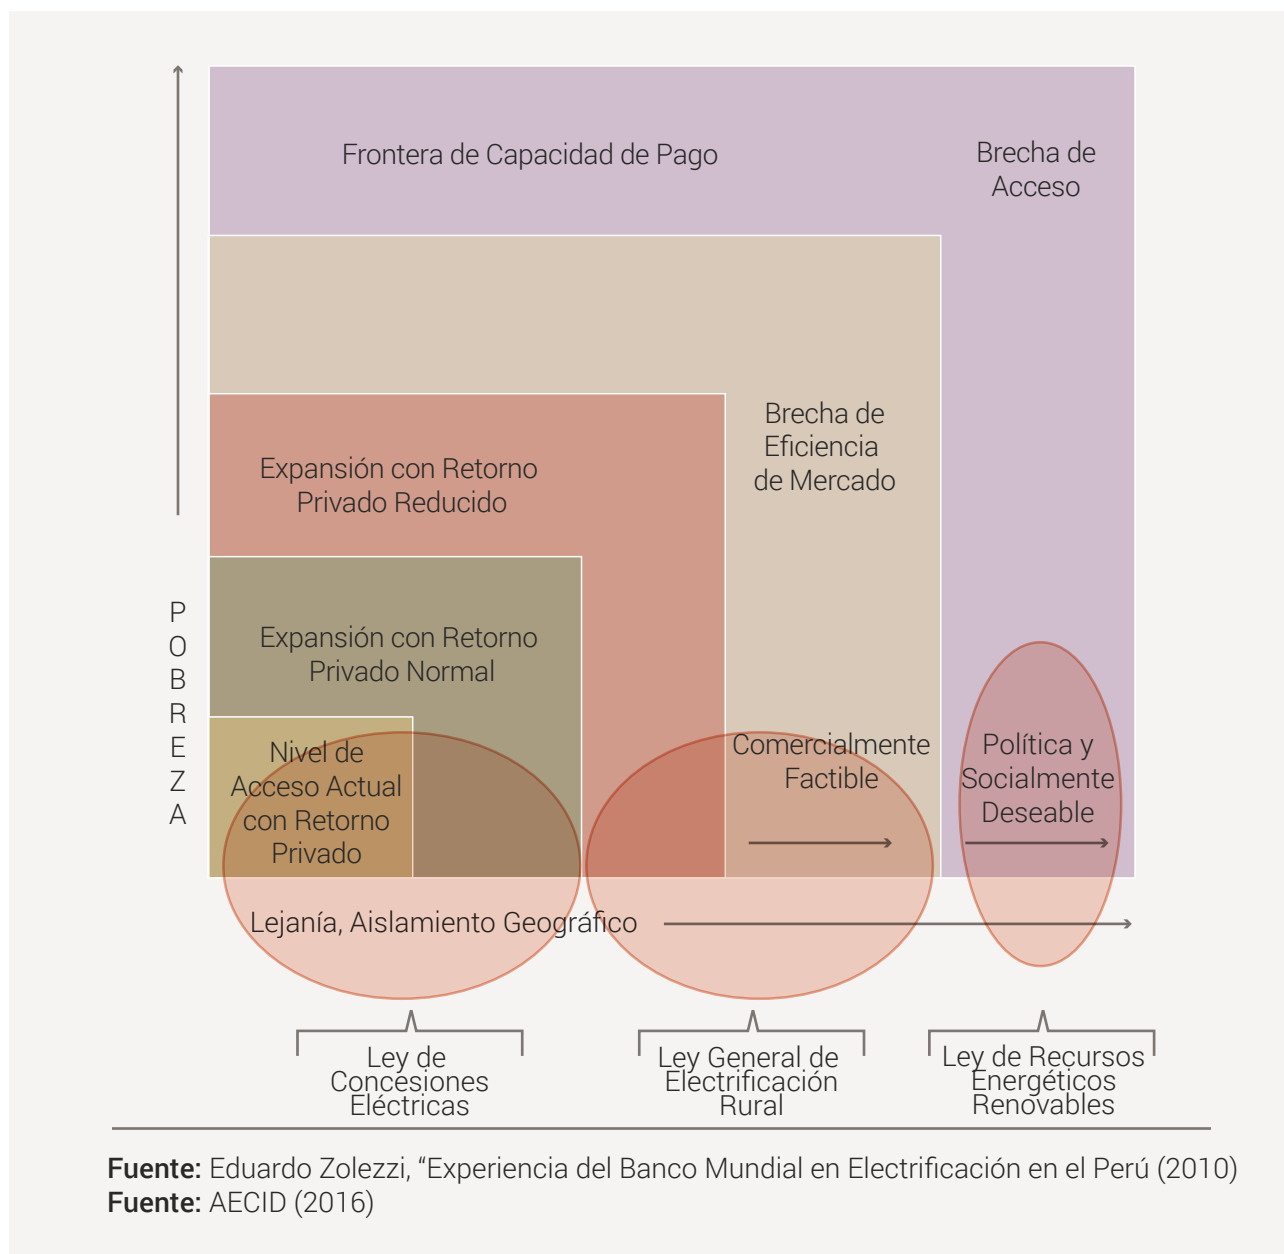 Frontera de Capacidad de Pago
Brecha de
Acceso
Brecha de
Eficiencia
de Mercado
Expansión con Retorno
Privado Reducido
Expansión con Retorno
Privado Normal
POBREZA
Nivel de
Acceso Actual
con Retorno
Privado
Comercialmente
Factible
Política y
Socialmente
Deseable
Lejanía, Aislamiento Geográfico
Ley de
Concesiones
Eléctricas
Ley General de
Electrificación
Rural
Ley de Recursos
Energéticos
Renovables
Fuente: Eduardo Zolezzi, “Experiencia del Banco Mundial en Electrificación en el Perú (2010)
Fuente: AECID (2016)